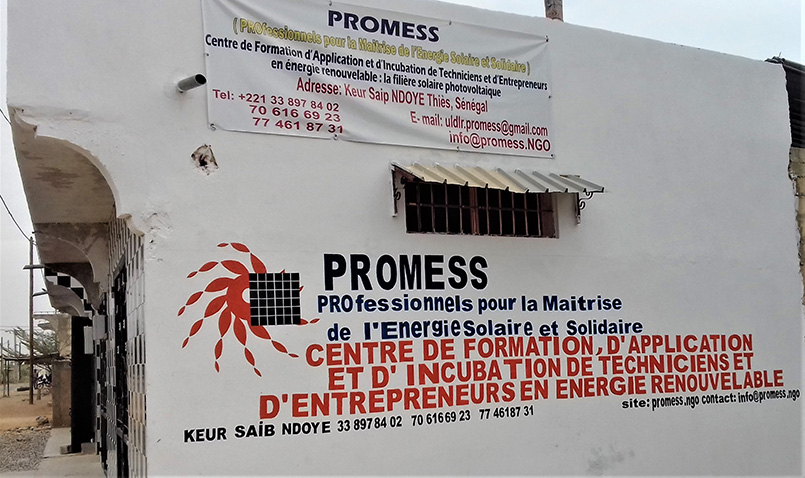 PROMESS
( PROfessionnels pour la Maitrise de l'Energie Solaire et Solidaire )
Centre de Formation d'Application et d'Incubation de Techniciens et d'Entrepreneurs
en énergie renouvelable : la filière solaire photovoltaique
Adresse: Keur Saip NDOYE Thiès, Sénégal
Tel: +221 33 897 84 02
70 616 69 23
77 461 87 31
E- mail: uldlr.promess@gmail.com
info@promess.NGO
PROMESS
PROfessionnels pour la Maitrise
de l'Energie Solaire et Solidaire
CENTRE DE FORMATION, D'APPLICATION
ET D' INCUBATION DE TECHNICIENS ET
D'ENTREPRENEURS EN ENERGIE RENOUVELABLE
site: promess.ngo contact: info@promess.ngo
KEUR SAÏB NDOYE 33 897 84 02 70 616 69 23 77 46187 31